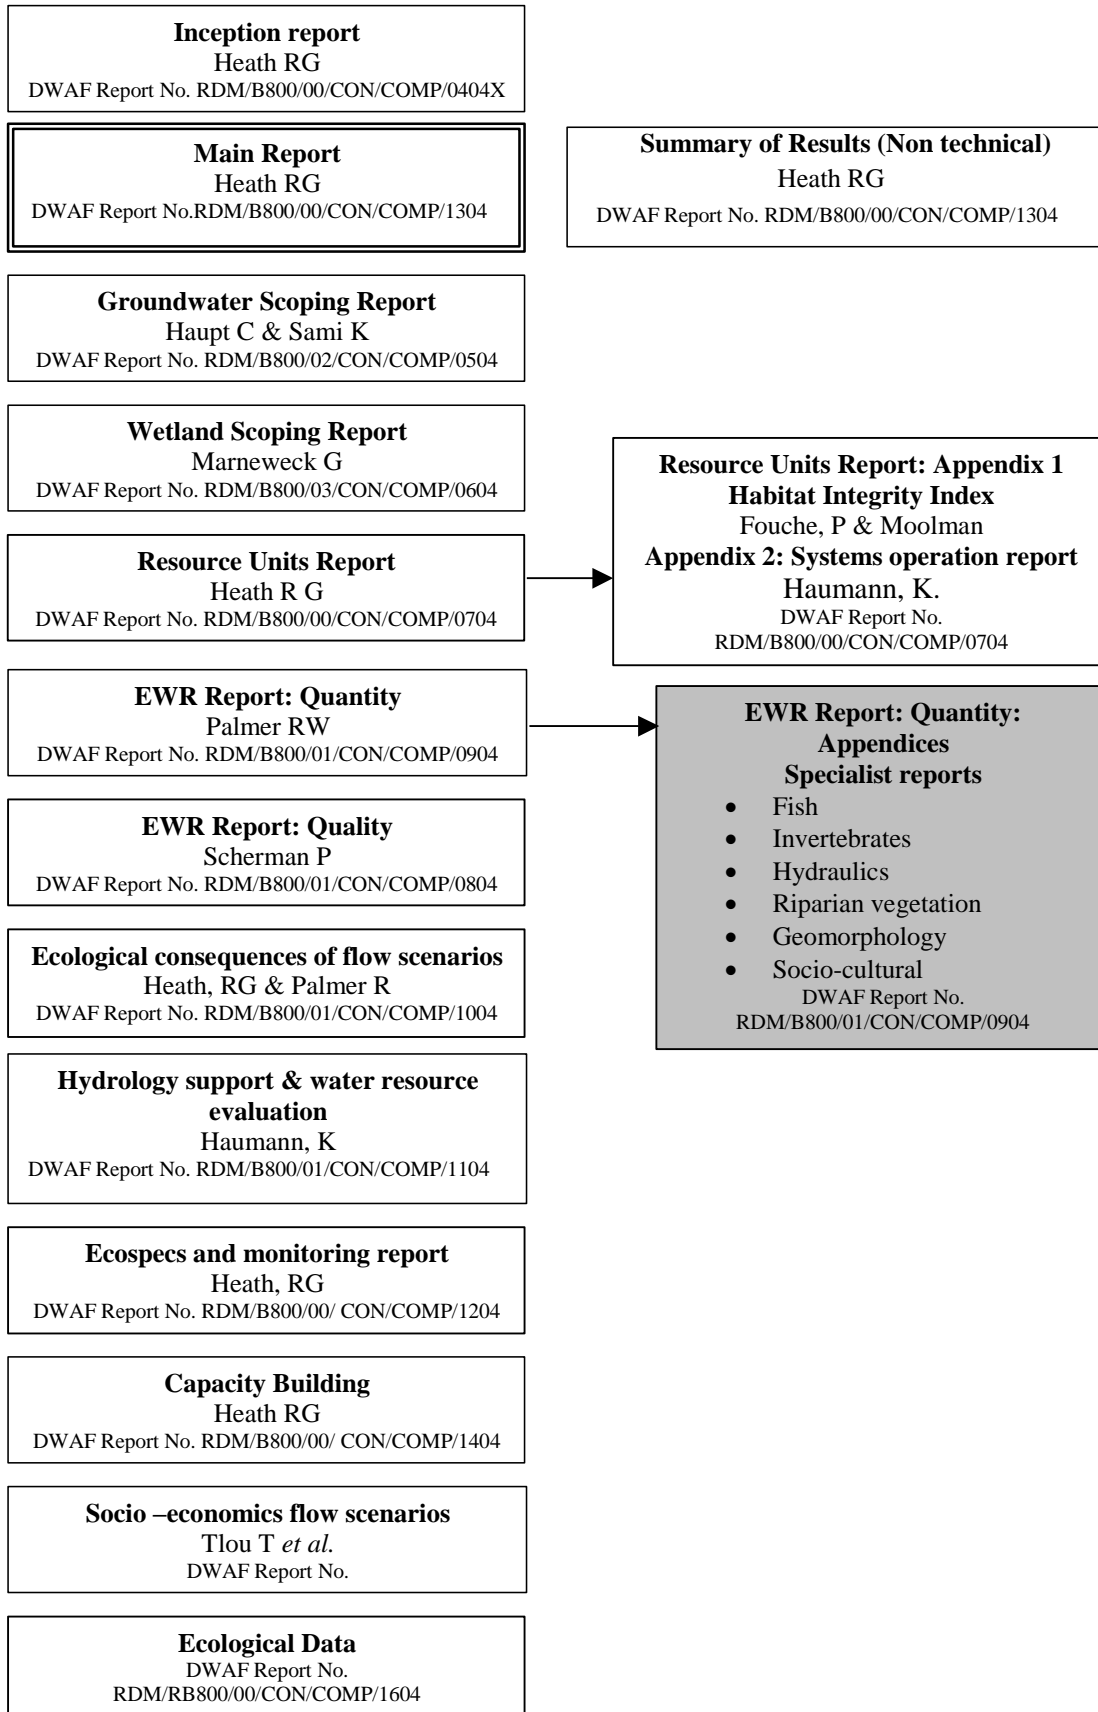 Inception report
Heath RG
DWAF Report No. RDM/B800/00/CON/COMP/0404X
Main Report
Heath RG
DWAF Report No.RDM/B800/00/CON/COMP/1304
Summary of Results (Non technical)
Heath RG
DWAF Report No. RDM/B800/00/CON/COMP/1304
Groundwater Scoping Report
Haupt C & Sami K
DWAF Report No. RDM/B800/02/CON/COMP/0504
Wetland Scoping Report
Marneweck G
DWAF Report No. RDM/B800/03/CON/COMP/0604
Resource Units Report
Heath R G
DWAF Report No. RDM/B800/00/CON/COMP/0704
Resource Units Report: Appendix 1
Habitat Integrity Index
Fouche, P & Moolman
Appendix 2: Systems operation report
Haumann, K.
DWAF Report No.
RDM/B800/00/CON/COMP/0704
EWR Report: Quantity
Palmer RW
DWAF Report No. RDM/B800/01/CON/COMP/0904
EWR Report: Quantity:
Appendices
Specialist reports
• Fish
• Invertebrates
• Hydraulics
• Riparian vegetation
• Geomorphology
• Socio-cultural
DWAF Report No.
RDM/B800/01/CON/COMP/0904
EWR Report: Quality
Scherman P
DWAF Report No. RDM/B800/01/CON/COMP/0804
Ecological consequences of flow scenarios
Heath, RG & Palmer R
DWAF Report No. RDM/B800/01/CON/COMP/1004
Hydrology support & water resource
evaluation
Haumann, K
DWAF Report No. RDM/B800/01/CON/COMP/1104
Ecospecs and monitoring report
Heath, RG
DWAF Report No. RDM/B800/00/ CON/COMP/1204
Capacity Building
Heath RG
DWAF Report No. RDM/B800/00/ CON/COMP/1404
Socio –economics flow scenarios
Tlou T et al.
DWAF Report No.
Ecological Data
DWAF Report No.
RDM/RB800/00/CON/COMP/1604